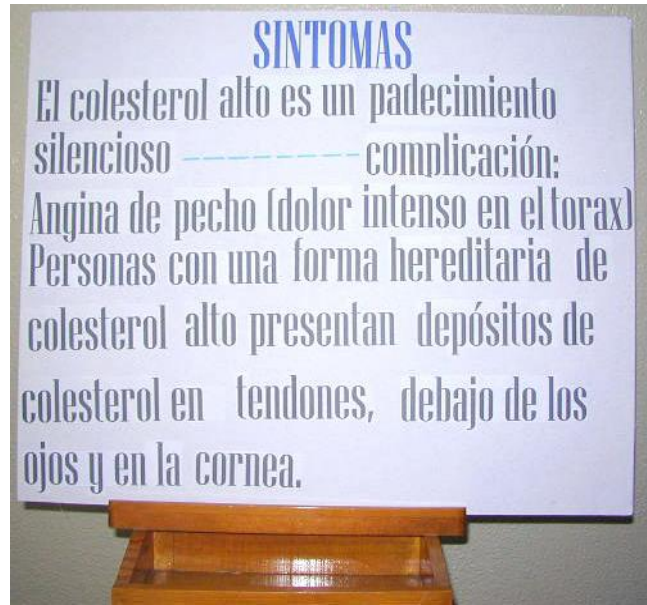 SINTOMAS
El colesterol alto es un padecimiento
silencioso --------- complicación:
Angina de pecho (dolor intenso en el torax)
Personas con una forma hereditaria de
colesterol alto presentan depósitos de
colesterol en tendones, debajo de los
ojos y en la cornea.